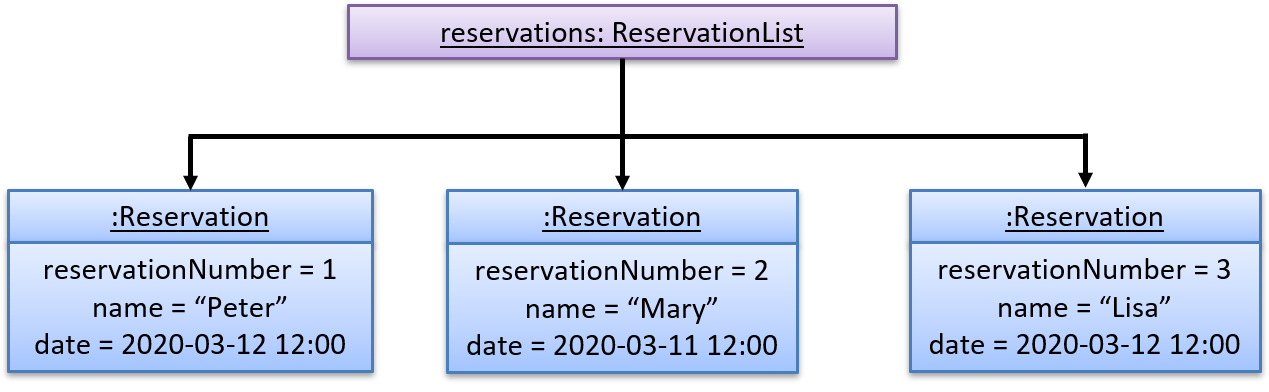 reservations: ReservationList
:Reservation
reservationNumber = 1
name = “Peter”
date = 2020-03-12 12:00
:Reservation
reservationNumber = 2
name = “Mary”
date = 2020-03-11 12:00
:Reservation
reservationNumber = 3
name = “Lisa”
date = 2020-03-12 12:00